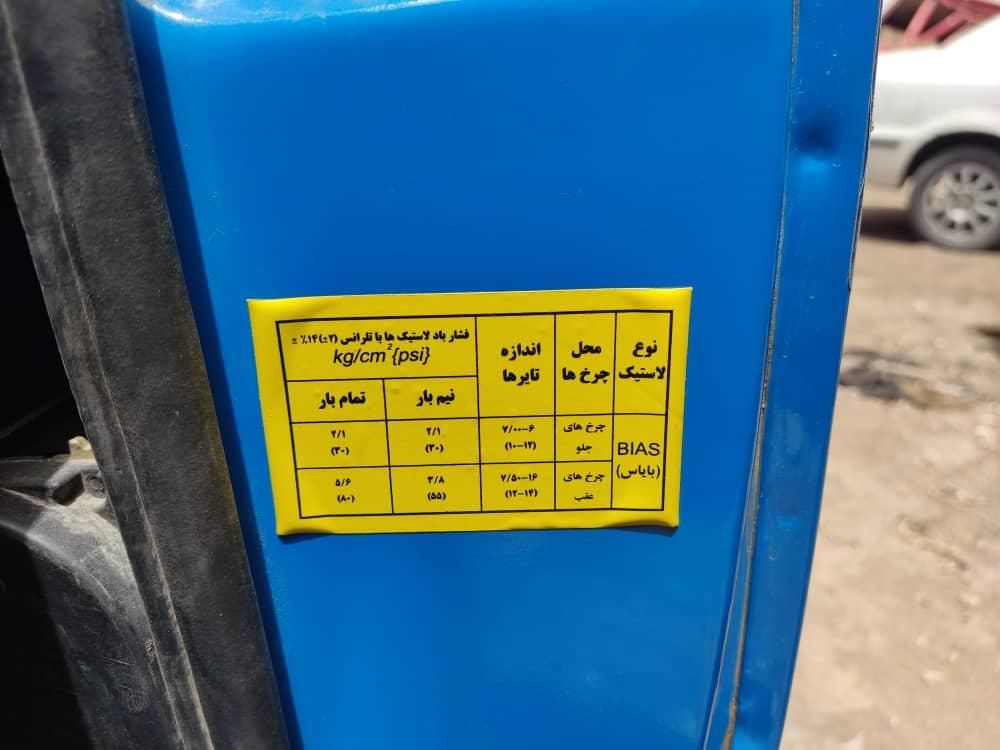 نوع لاستیک
محل چرخ ها
اندازه تایرها
فشار باد لاستیک ها با تلرانس (۲±)۱۴٪ ±
kg/cm²{psi}
نیم بار
تمام بار
BIAS
(بایاس)
چرخ های جلو
۷/۰۰-۶
(۱۰-۱۲)
۲/۱
(۳۰)
۲/۱
(۳۰)
چرخ های عقب
۷/۵۰-۱۶
(۱۲-۱۴)
۳/۸
(۵۵)
۵/۶
(۸۰)